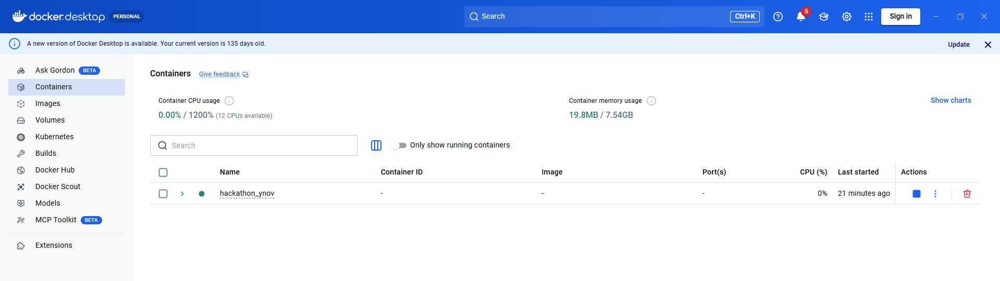 docker.desktop PERSONAL Search Ctrl+K 5 Sign in
A new version of Docker Desktop is available. Your current version is 135 days old. Update
Ask Gordon BETA
Containers
Images
Volumes
Kubernetes
Builds
Docker Hub
Docker Scout
Models
MCP Toolkit BETA
Extensions
Containers Give feedback
Container CPU usage Container memory usage Show charts
0.00% / 1200% (12 CPUs available) 19.8MB / 7.54GB
Search Only show running containers
Name Container ID Image Port(s) CPU (%) Last started Actions
hackathon_ynov - - - 0% 21 minutes ago